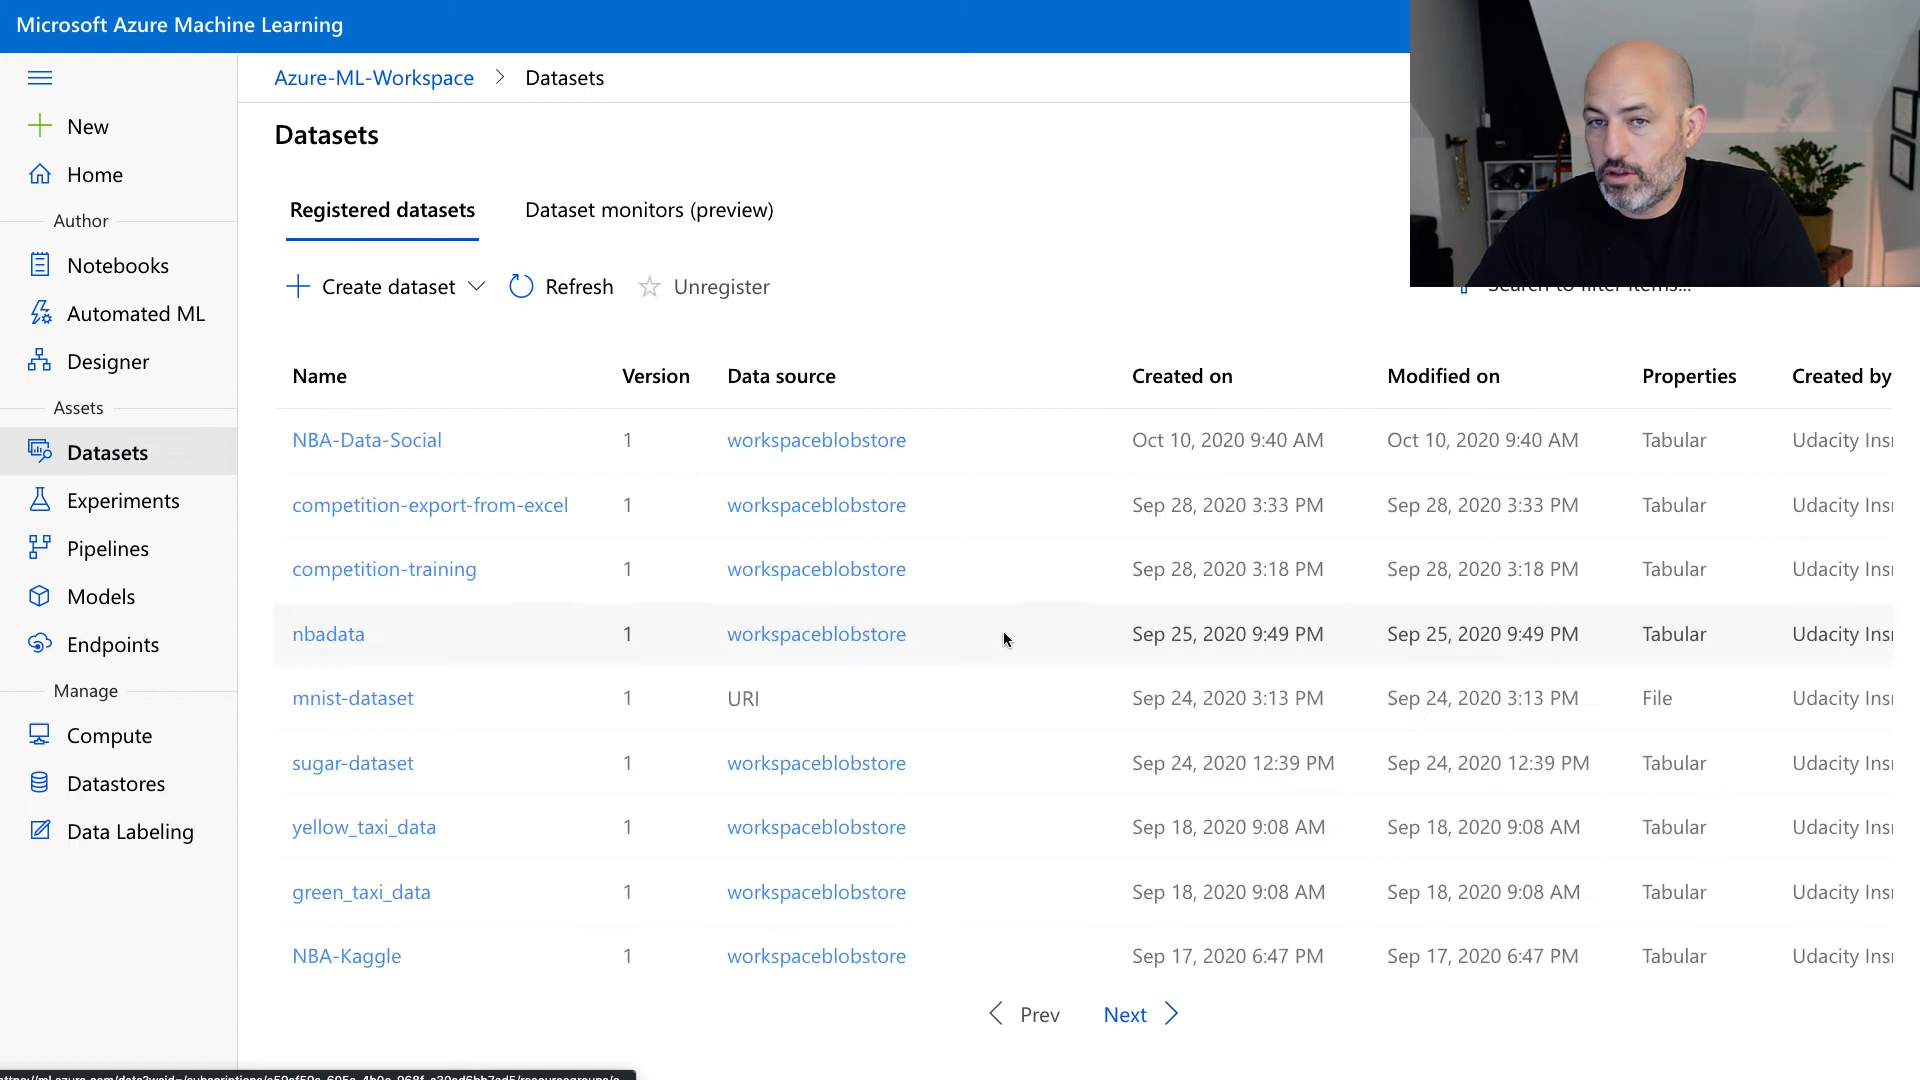 Microsoft Azure Machine Learning
Azure-ML-Workspace > Datasets
New
Home
Author
Notebooks
Automated ML
Designer
Assets
Datasets
Experiments
Pipelines
Models
Endpoints
Manage
Compute
Datastores
Data Labeling
Datasets
Registered datasets Dataset monitors (preview)
Create dataset Refresh Unregister
Search to filter items...
Name Version Data source Created on Modified on Properties Created by
NBA-Data-Social 1 workspaceblobstore Oct 10, 2020 9:40 AM Oct 10, 2020 9:40 AM Tabular Udacity
competition-export-from-excel 1 workspaceblobstore Sep 28, 2020 3:33 PM Sep 28, 2020 3:33 PM Tabular Udacity
competition-training 1 workspaceblobstore Sep 28, 2020 3:18 PM Sep 28, 2020 3:18 PM Tabular Udacity
nbadata 1 workspaceblobstore Sep 25, 2020 9:49 PM Sep 25, 2020 9:49 PM Tabular Udacity
mnist-dataset 1 URI Sep 24, 2020 3:13 PM Sep 24, 2020 3:13 PM File Udacity
sugar-dataset 1 workspaceblobstore Sep 24, 2020 12:39 PM Sep 24, 2020 12:39 PM Tabular Udacity
yellow_taxi_data 1 workspaceblobstore Sep 18, 2020 9:08 AM Sep 18, 2020 9:08 AM Tabular Udacity
green_taxi_data 1 workspaceblobstore Sep 18, 2020 9:08 AM Sep 18, 2020 9:08 AM Tabular Udacity
NBA-Kaggle 1 workspaceblobstore Sep 17, 2020 6:47 PM Sep 17, 2020 6:47 PM Tabular Udacity
Prev Next